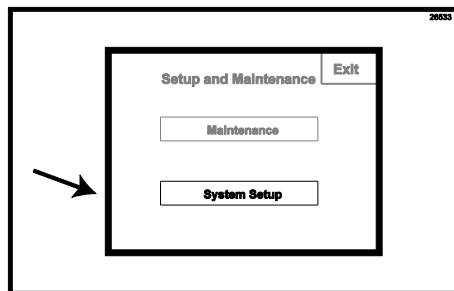 26533
Exit
Setup and Maintenance
Maintenance
System Setup